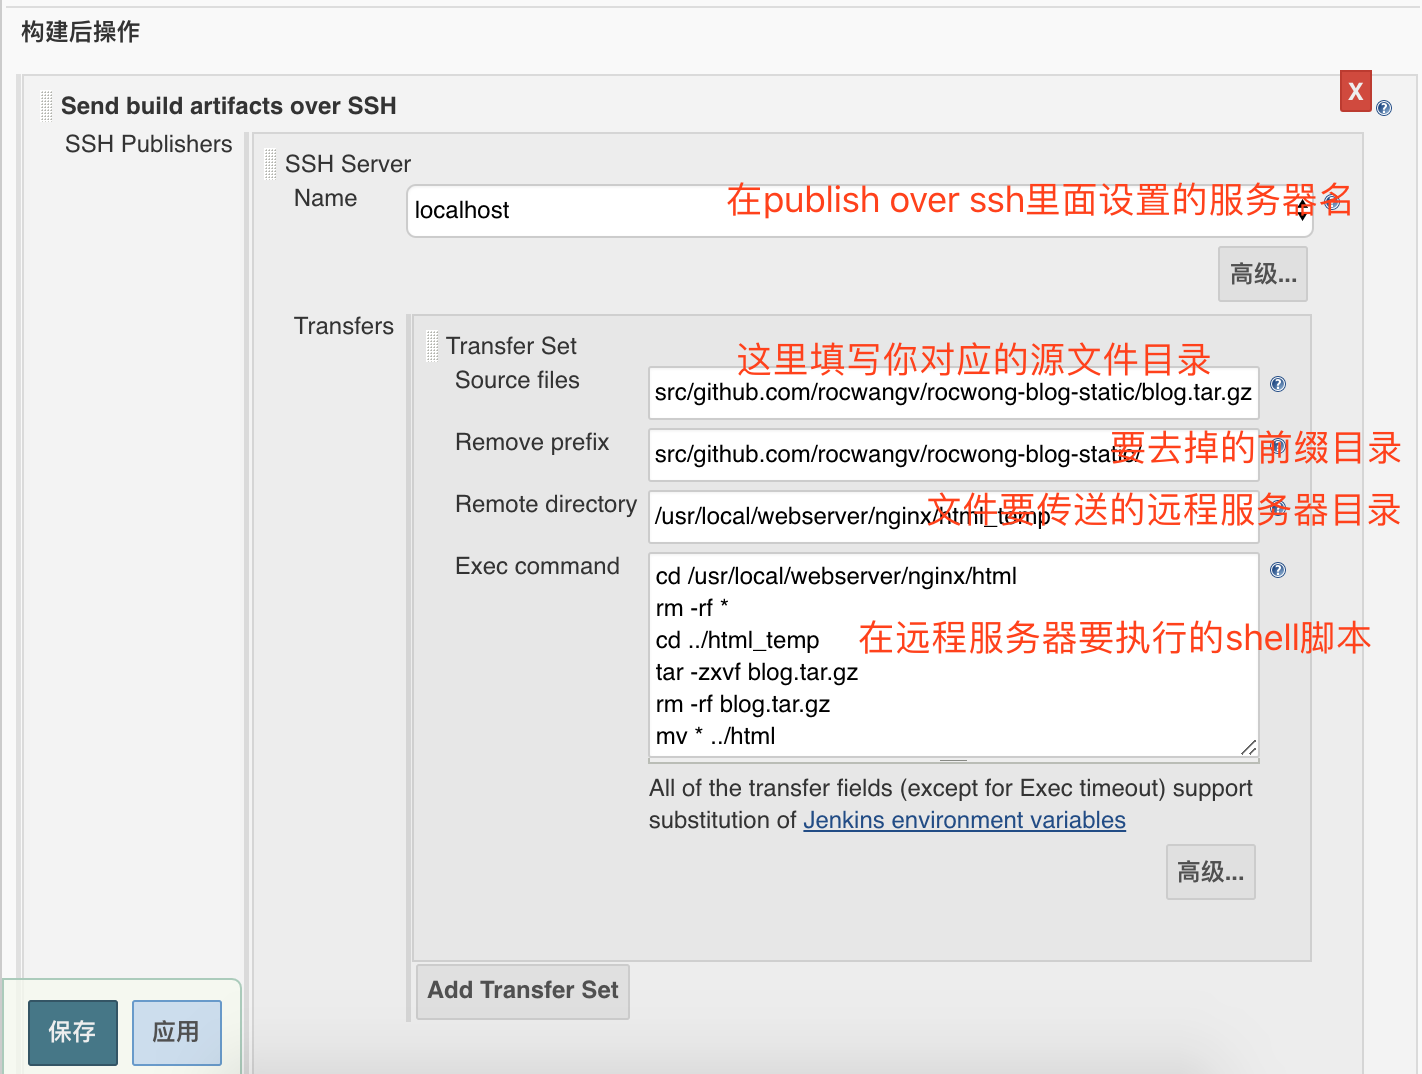 构建后操作
Send build artifacts over SSH
X
SSH Publishers
SSH Server
Name
localhost
在publish over ssh里面设置的服务器名
高级...
Transfers
Transfer Set
这里填写你对应的源文件目录
Source files
src/github.com/rocwangv/rocwong-blog-static/blog.tar.gz
Remove prefix
src/github.com/rocwangv/rocwong-blog-static/
要去掉的前缀目录
Remote directory
/usr/local/webserver/nginx/html_temp
文件要传送的远程服务器目录
Exec command
cd /usr/local/webserver/nginx/html
rm -rf *
cd ../html_temp
在远程服务器要执行的shell脚本
tar -zxvf blog.tar.gz
rm -rf blog.tar.gz
mv * ../html
All of the transfer fields (except for Exec timeout) support
substitution of Jenkins environment variables
高级...
Add Transfer Set
保存
应用